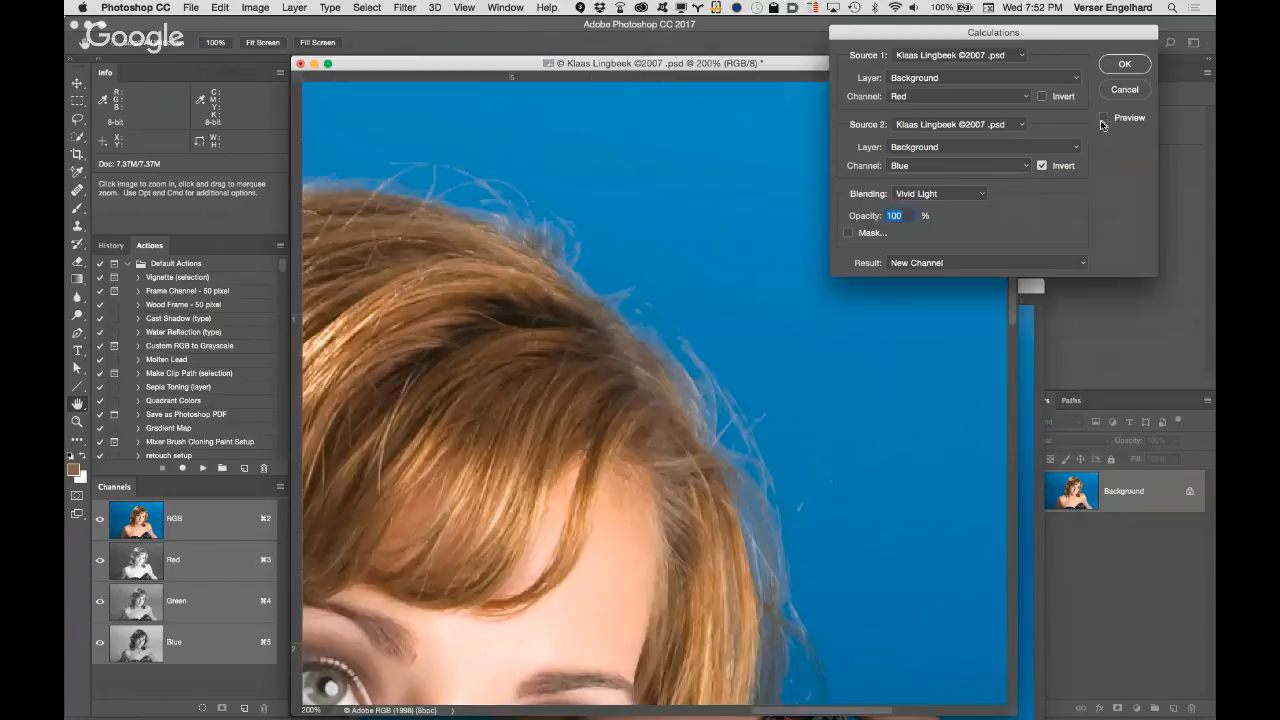 Photoshop CC File Edit Image Layer Type Select Filter 3D View Window Help 100% Wed 7:52 PM Verser Engelhard
Adobe Photoshop CC 2017
Google
100% Fit Screen Fill Screen
Calculations
Source 1: Klaas Lingbeek ©2007 .psd
OK
Layer: Background
Cancel
Channel: Red Invert
Preview
Source 2: Klaas Lingbeek ©2007 .psd
Layer: Background
Channel: Blue Invert
Blending: Vivid Light
Opacity: 100 %
Mask...
Result: New Channel
© Klaas Lingbeek ©2007 .psd @ 200% (RGB/8) *
Info
R: C:
G: M:
B: Y:
K:
8-bit 8-bit
X: W:
Y: H:
Doc: 7.37M/7.37M
Click image to zoom in, click and drag to marquee
zoom. Use Opt and Cmd for additional options.
History Actions
Default Actions
Vignette (selection)
Frame Channel - 50 pixel
Wood Frame - 50 pixel
Cast Shadow (type)
Water Reflection (type)
Custom RGB to Grayscale
Molten Lead
Make Clip Path (selection)
Sepia Toning (layer)
Quadrant Colors
Save as Photoshop PDF
Gradient Map
Mixer Brush Cloning Paint Setup
retouch setup
Channels
RGB ⌘2
Red ⌘3
Green ⌘4
Blue ⌘5
Paths
Opacity: 100%
Fill: 100%
Background
200% © Adobe RGB (1998) (8bpc)